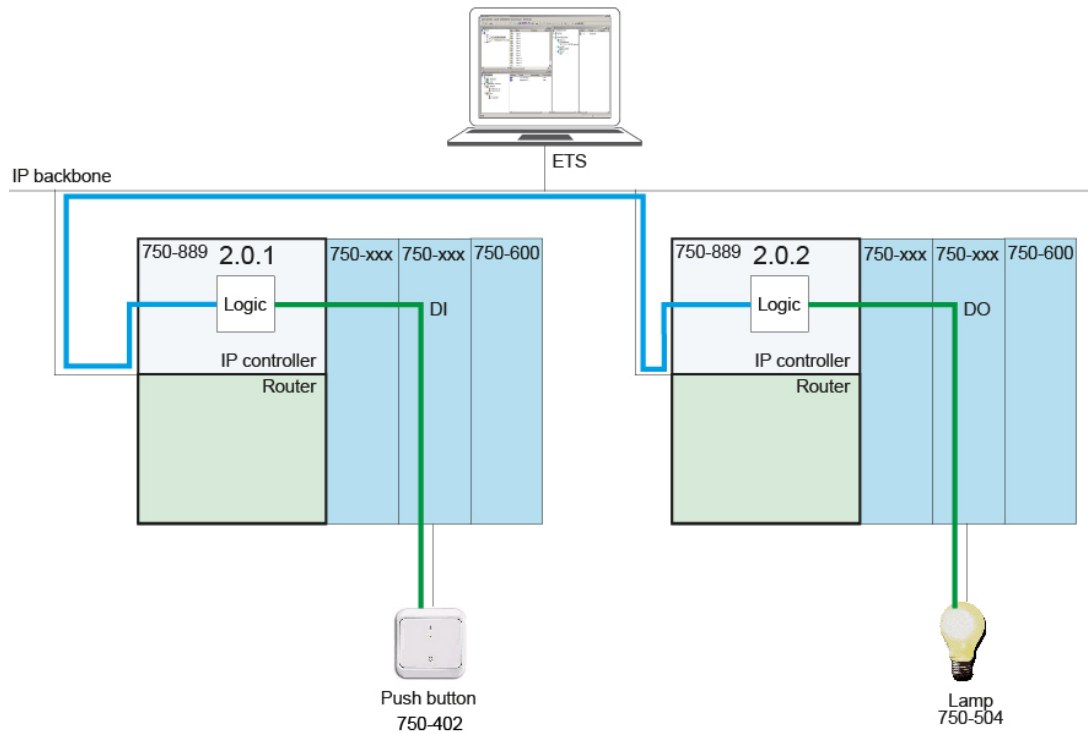 ETS
IP backbone
750-889 2.0.1 750-xxx 750-xxx 750-600
Logic
DI
IP controller
Router
Push button
750-402
750-889 2.0.2 750-xxx 750-xxx 750-600
Logic
DO
IP controller
Router
Lamp
750-504